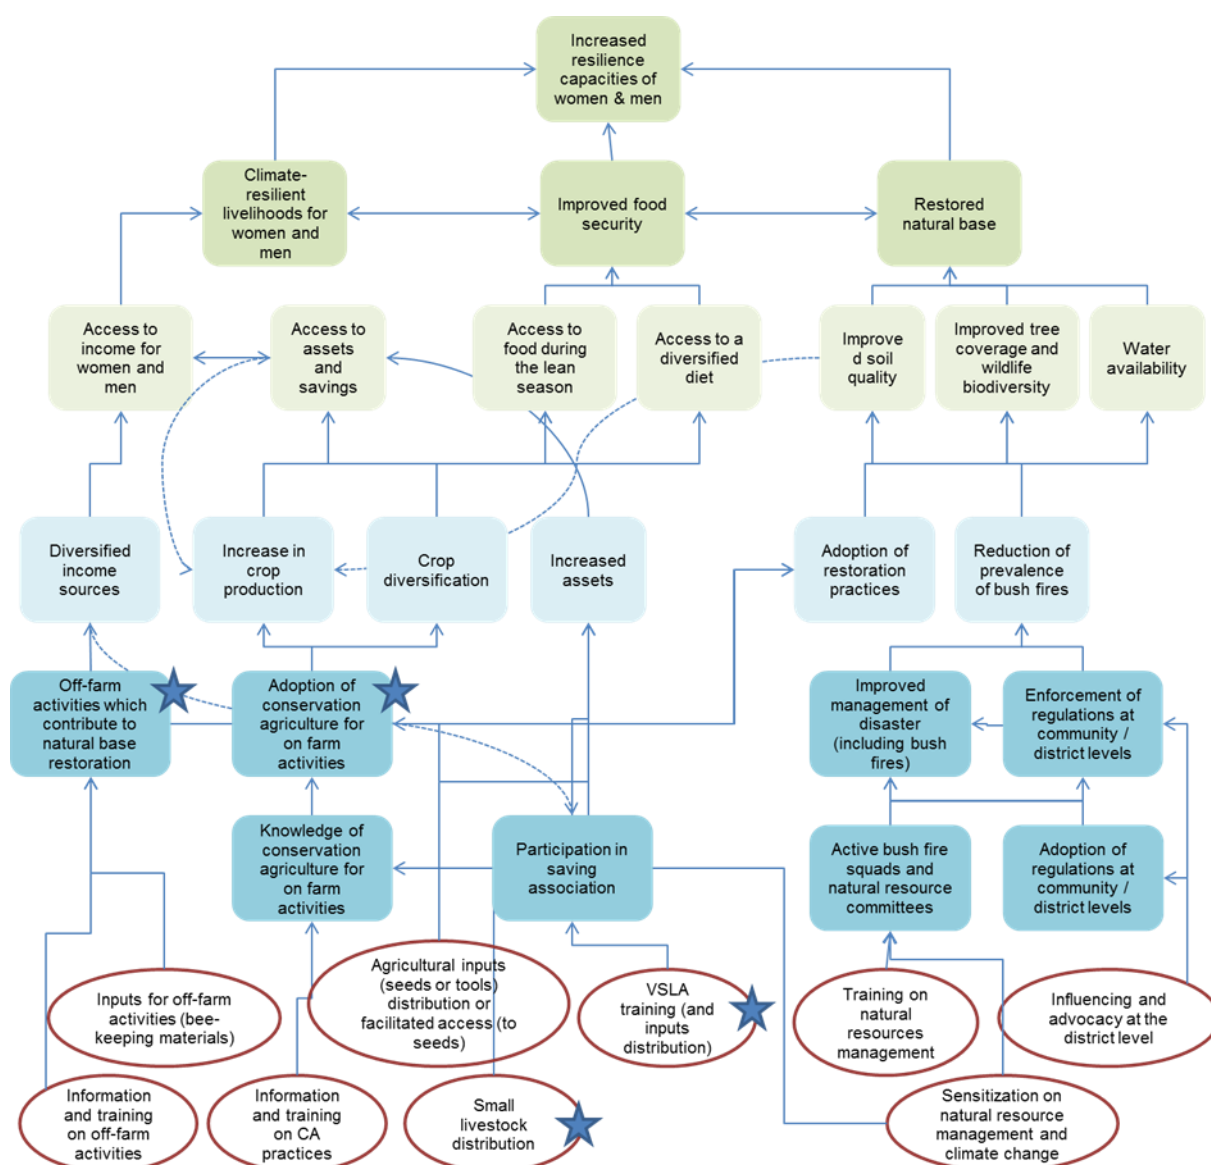 Increased
resilience
capacities of
women & men
Climate-
resilient
livelihoods for
women and
men
Improved food
security
Restored
natural base
Access to
income for
women and
men
Access to
assets
and
savings
Access to
food during
the lean
season
Access to a
diversified
diet
Improve
d soil
quality
Improved tree
coverage and
wildlife
biodiversity
Water
availability
Diversified
income
sources
Increase in
crop
production
Crop
diversification
Increased
assets
Adoption of
restoration
practices
Reduction of
prevalence
of bush fires
Off-farm
activities which
contribute to
natural base
restoration
Adoption of
conservation
agriculture for
on farm
activities
Improved
management of
disaster
(including bush
fires)
Enforcement of
regulations at
community /
district levels
Knowledge of
conservation
agriculture for
on farm
activities
Participation in
saving
association
Active bush fire
squads and
natural resource
committees
Adoption of
regulations at
community /
district levels
Inputs for off-farm
activities (bee-
keeping materials)
Agricultural inputs
(seeds or tools)
distribution or
facilitated access (to
seeds)
VSLA
training (and
inputs
distribution)
Training on
natural
resources
management
Influencing and
advocacy at the
district level
Information
and training
on off-farm
activities
Information
and training
on CA
practices
Small
livestock
distribution
Sensitization on
natural resource
management and
climate change